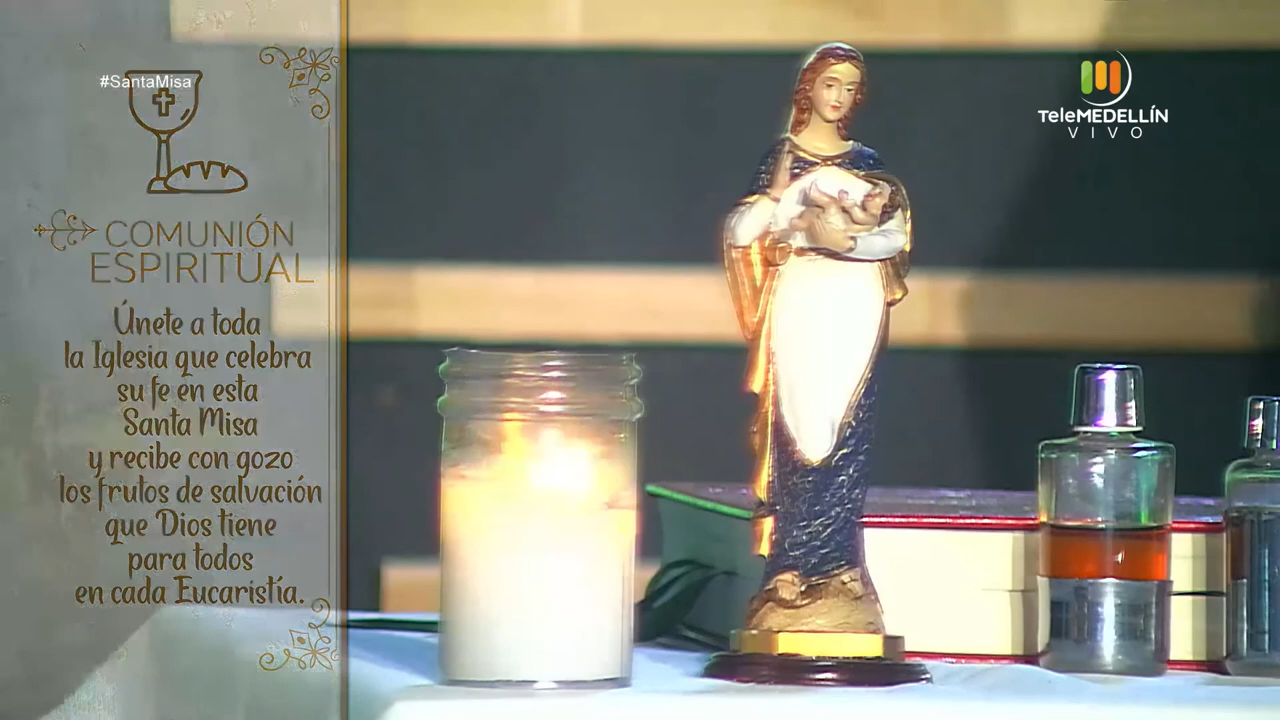 #SantaMisa
COMUNIÓN
ESPIRITUAL
Únete a toda
la Iglesia que celebra
su fe en esta
Santa Misa
y recibe con gozo
los frutos de salvación
que Dios tiene
para todos
en cada Eucaristía.
TeleMEDELLÍN
VIVO